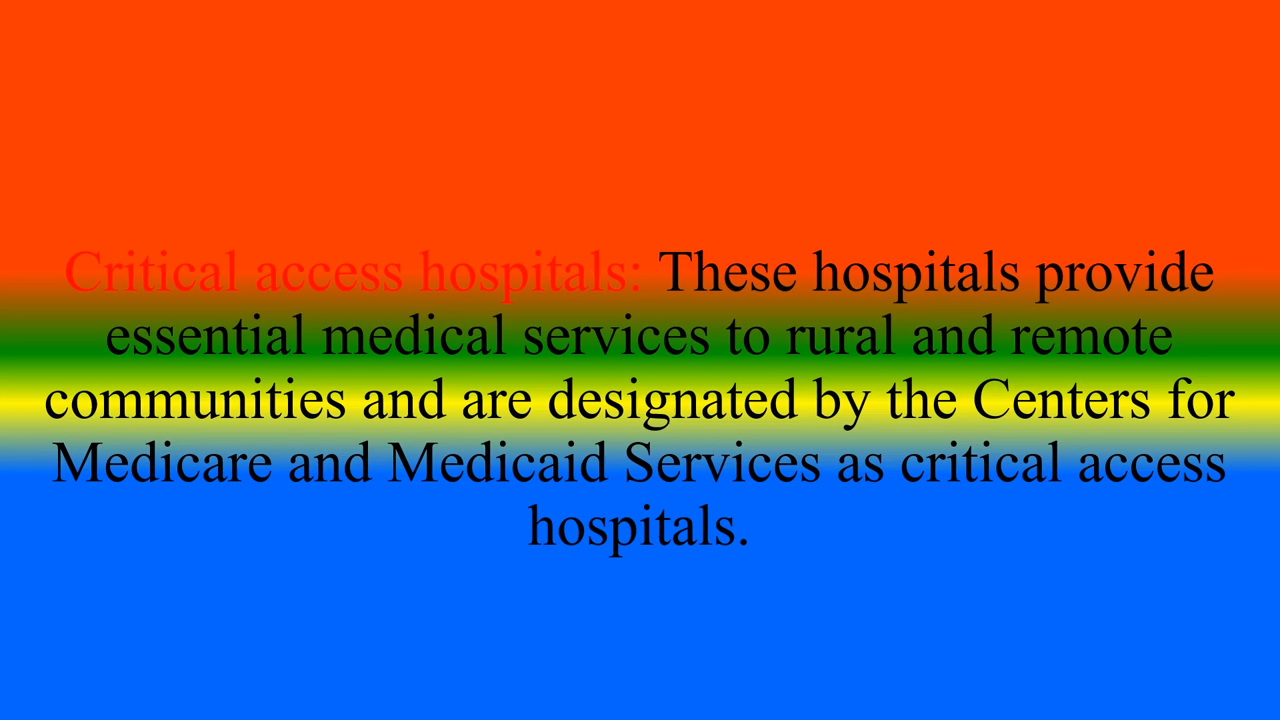 Critical access hospitals: These hospitals provide
essential medical services to rural and remote
communities and are designated by the Centers for
Medicare and Medicaid Services as critical access
hospitals.